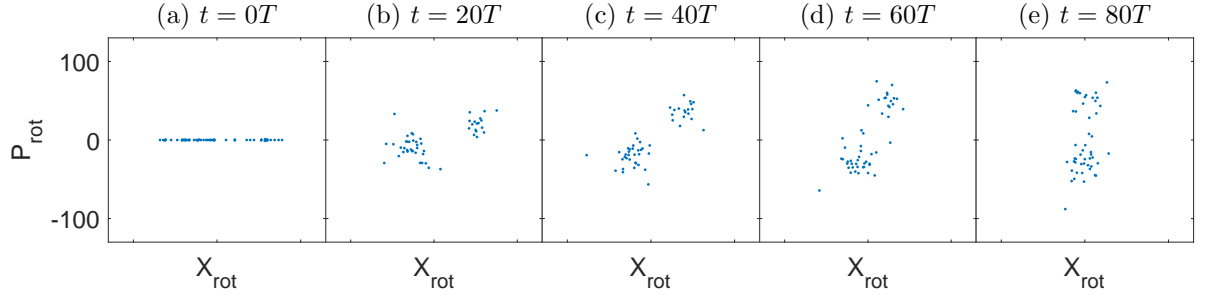 (a) t = 0T (b) t = 20T (c) t = 40T (d) t = 60T (e) t = 80T
100
0
-100
P_rot
X_rot X_rot X_rot X_rot X_rot